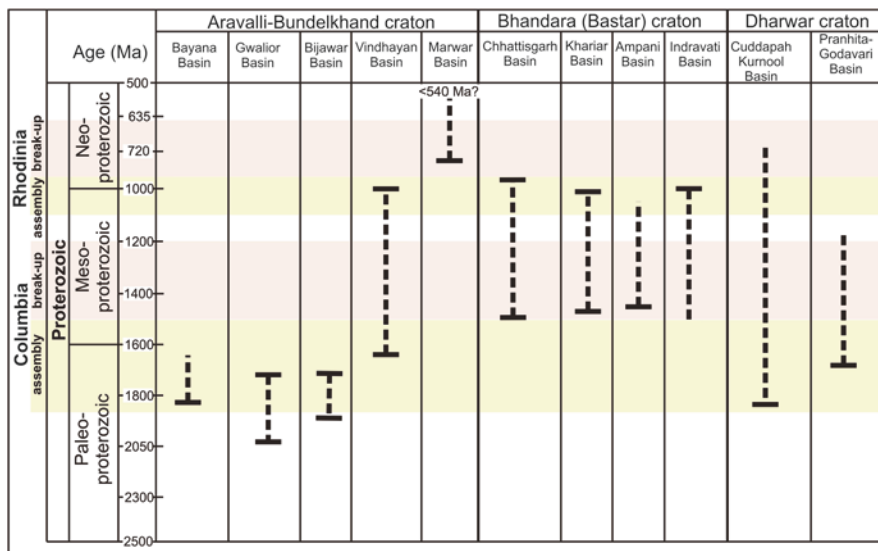 Aravalli-Bundelkhand craton
Bhandara (Bastar) craton
Dharwar craton
Age (Ma)
Bayana
Basin
Gwalior
Basin
Bijawar
Basin
Vindhayan
Basin
Marwar
Basin
Chhattisgarh
Basin
Khariar
Basin
Ampani
Basin
Indravati
Basin
Cuddapah
Kurnool
Basin
Pranhita-
Godavari
Basin
500
<540 Ma?
635
720
1000
1200
1400
1600
1800
2050
2300
2500
Rhodinia
break-up
assembly
Columbia
break-up
assembly
Proterozoic
Neo-
proterozoic
Meso-
proterozoic
Paleo-
proterozoic